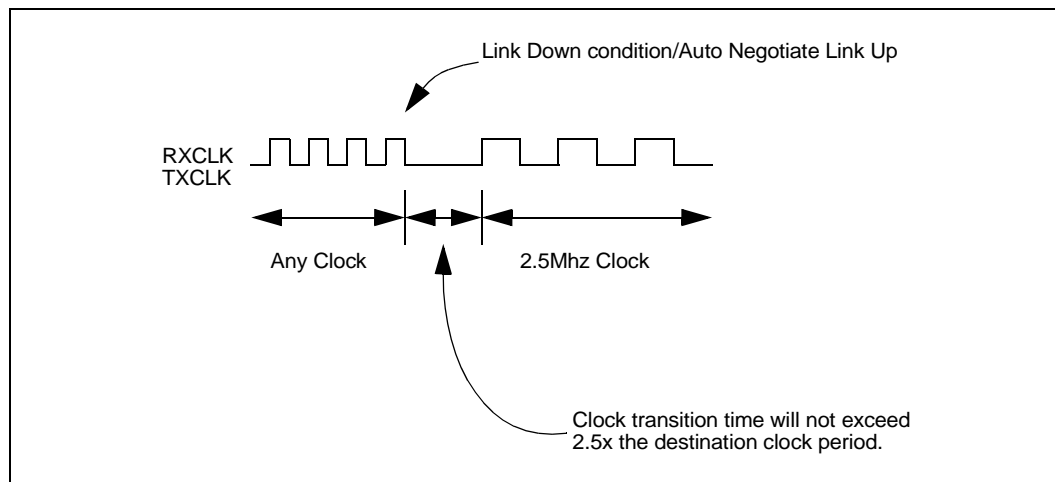 Link Down condition/Auto Negotiate Link Up
RXCLK
TXCLK
Any Clock
2.5Mhz Clock
Clock transition time will not exceed
2.5x the destination clock period.